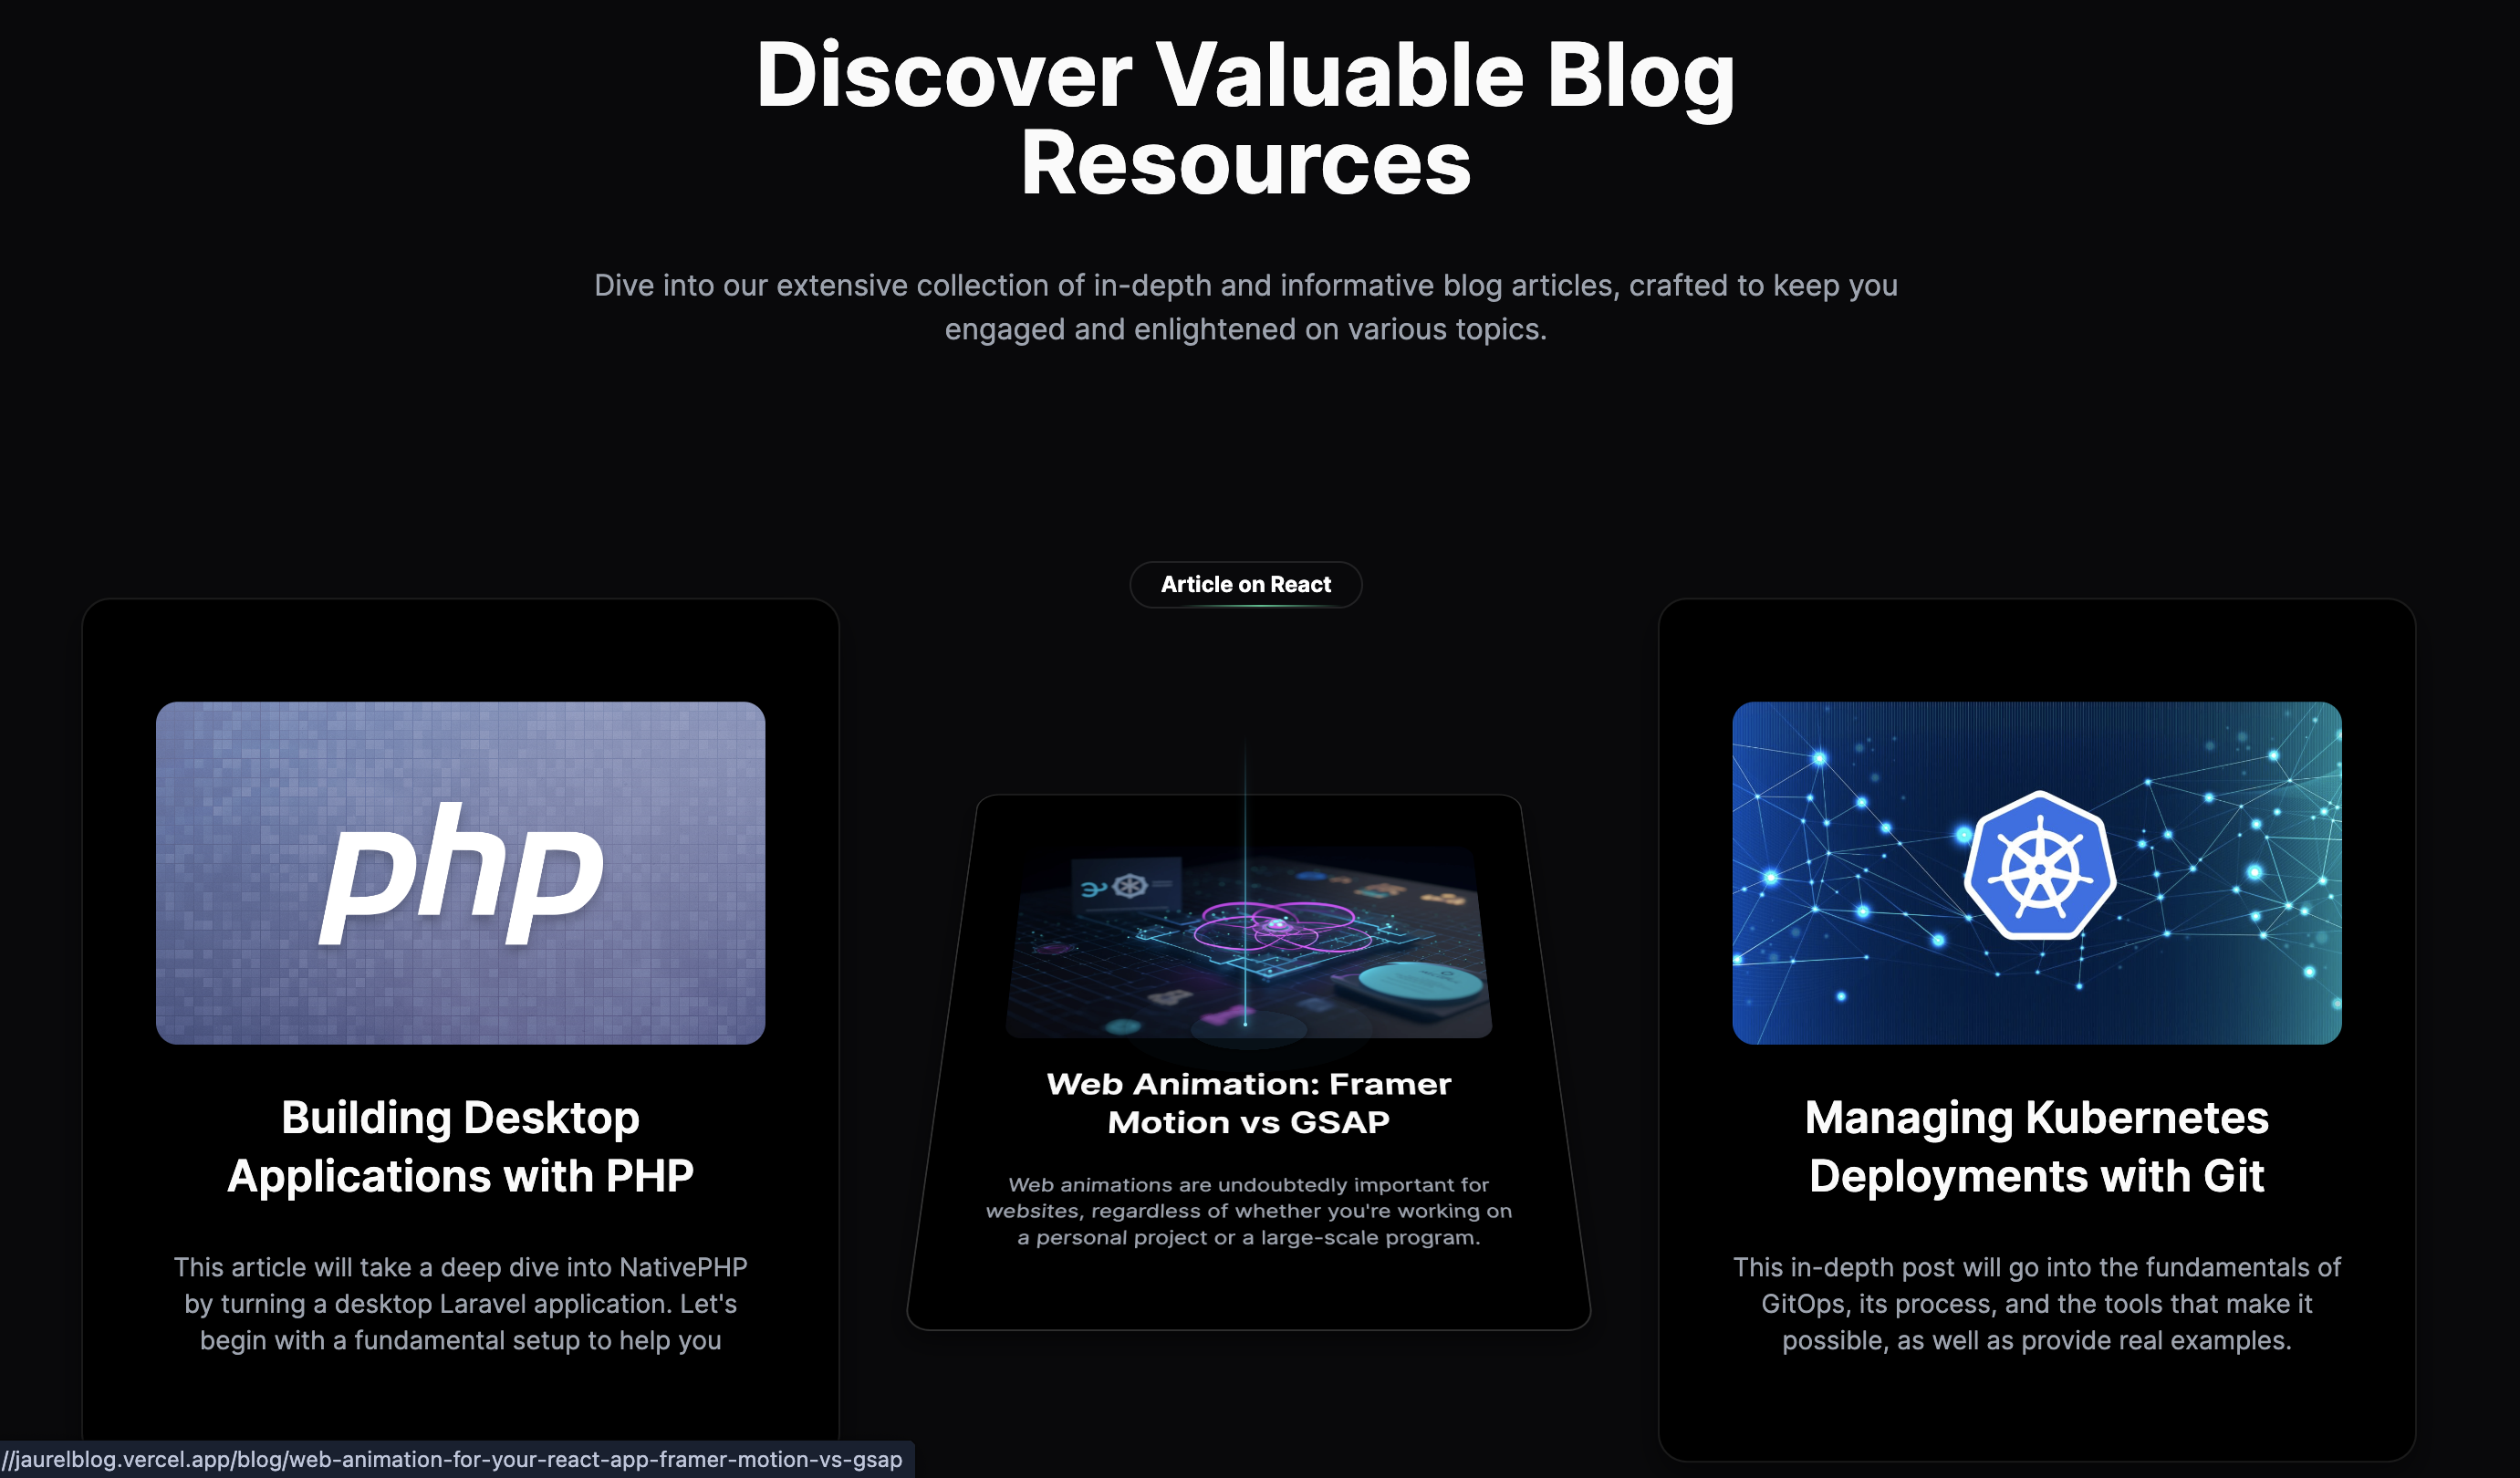 Discover Valuable Blog
Resources
Dive into our extensive collection of in-depth and informative blog articles, crafted to keep you
engaged and enlightened on various topics.
Article on React
php
Building Desktop
Applications with PHP
This article will take a deep dive into NativePHP
by turning a desktop Laravel application. Let's
begin with a fundamental setup to help you
Web Animation: Framer
Motion vs GSAP
Web animations are undoubtedly important for
websites, regardless of whether you're working on
a personal project or a large-scale program.
Managing Kubernetes
Deployments with Git
This in-depth post will go into the fundamentals of
GitOps, its process, and the tools that make it
possible, as well as provide real examples.
//jaurelblog.vercel.app/blog/web-animation-for-your-react-app-framer-motion-vs-gsap